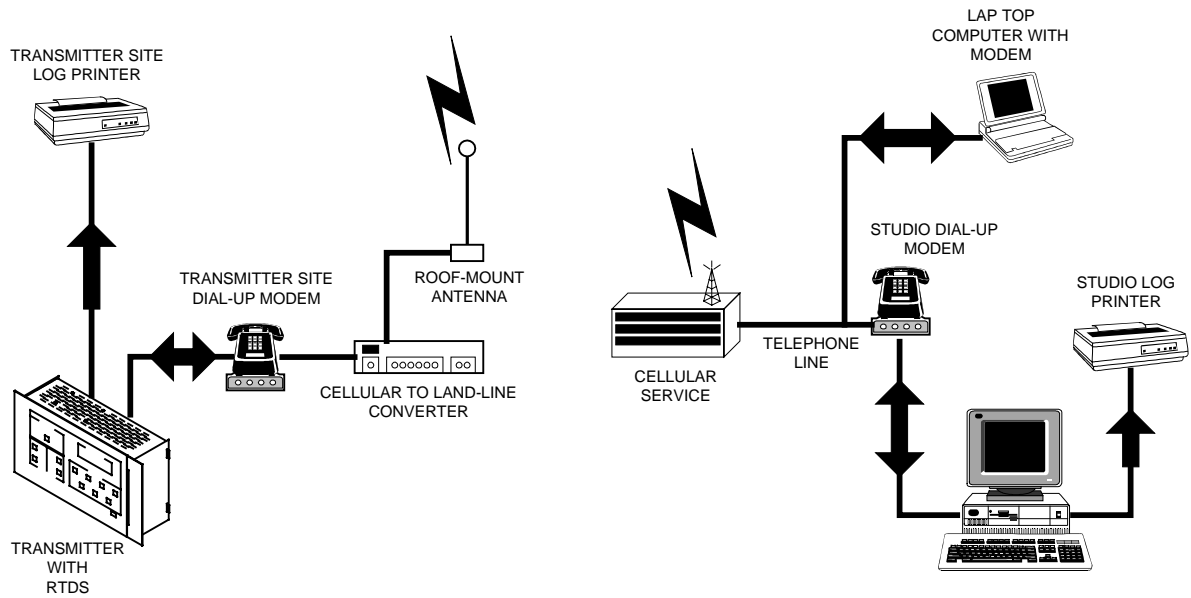 TRANSMITTER SITE
LOG PRINTER
TRANSMITTER SITE
DIAL-UP MODEM
ROOF-MOUNT
ANTENNA
CELLULAR TO LAND-LINE
CONVERTER
TRANSMITTER
WITH
RTDS
LAP TOP
COMPUTER WITH
MODEM
STUDIO DIAL-UP
MODEM
STUDIO LOG
PRINTER
TELEPHONE
LINE
CELLULAR
SERVICE